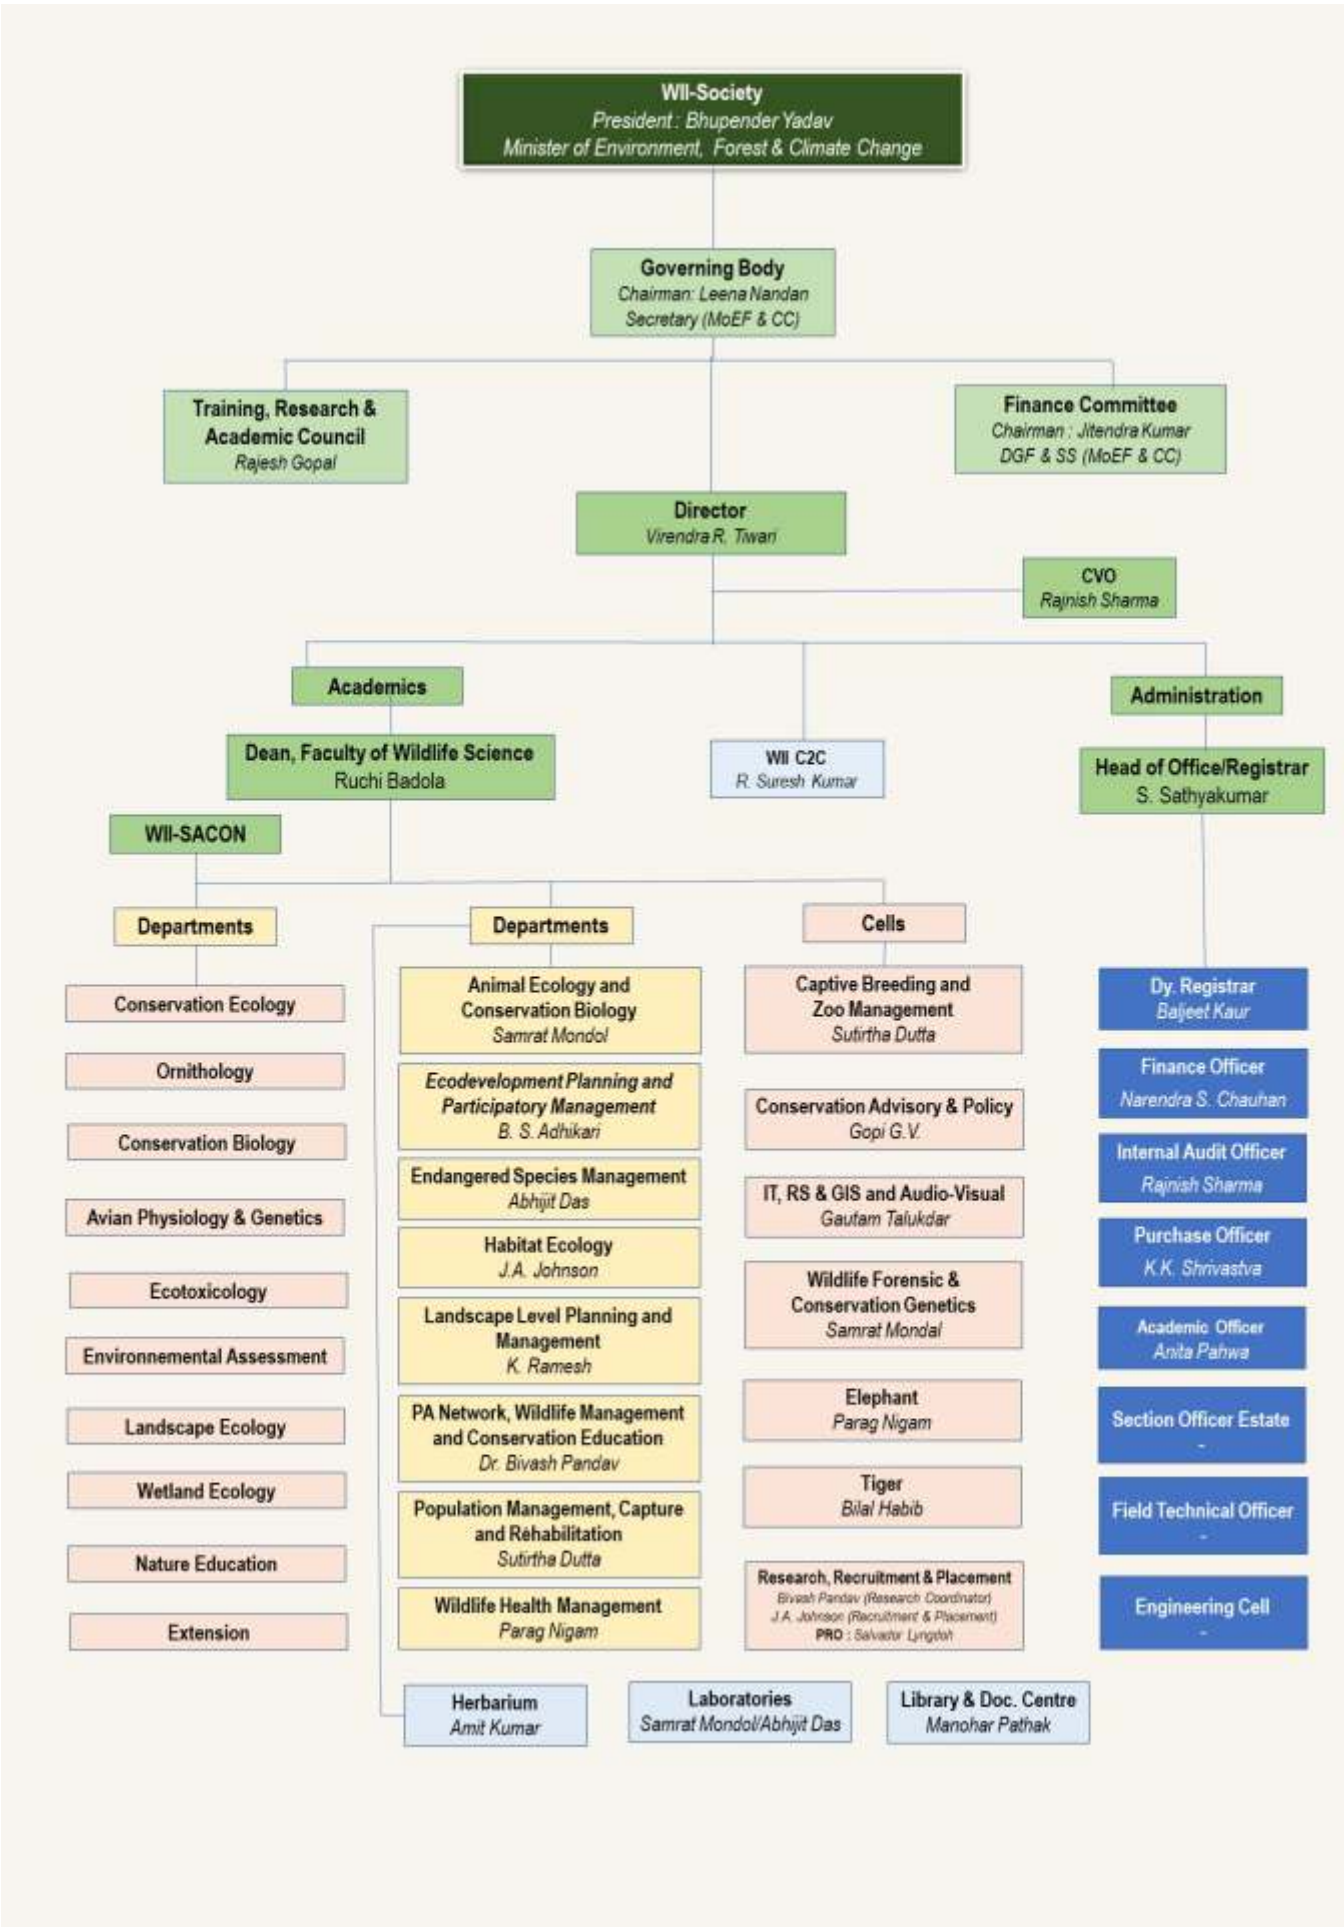 WII-Society
President : Bhupender Yadav
Minister of Environment, Forest & Climate Change
Governing Body
Chairman: Leena Nandan
Secretary (MoEF & CC)
Training, Research &
Academic Council
Rajesh Gopal
Finance Committee
Chairman : Jitendra Kumar
DGF & SS (MoEF & CC)
Director
Virendra R. Tiwari
CVO
Rajnish Sharma
Academics
Administration
Dean, Faculty of Wildlife Science
Ruchi Badola
WII C2C
R. Suresh Kumar
Head of Office/Registrar
S. Sathyakumar
WII-SACON
Departments
Conservation Ecology
Ornithology
Conservation Biology
Avian Physiology & Genetics
Ecotoxicology
Environnemental Assessment
Landscape Ecology
Wetland Ecology
Nature Education
Extension
Departments
Animal Ecology and
Conservation Biology
Samrat Mondol
Ecodevelopment Planning and
Participatory Management
B. S. Adhikari
Endangered Species Management
Abhijit Das
Habitat Ecology
J.A. Johnson
Landscape Level Planning and
Management
K. Ramesh
PA Network, Wildlife Management
and Conservation Education
Dr. Bivash Pandav
Population Management, Capture
and Rehabilitation
Sutirtha Dutta
Wildlife Health Management
Parag Nigam
Cells
Captive Breeding and
Zoo Management
Sutirtha Dutta
Conservation Advisory & Policy
Gopi G.V.
IT, RS & GIS and Audio-Visual
Gautam Talukdar
Wildlife Forensic &
Conservation Genetics
Samrat Mondal
Elephant
Parag Nigam
Tiger
Bilal Habib
Research, Recruitment & Placement
Bivash Pandav (Research Coordinator)
J.A. Johnson (Recruitment & Placement)
PRO : Salvador Lyngdoh
Dy. Registrar
Baljeet Kaur
Finance Officer
Narendra S. Chauhan
Internal Audit Officer
Rajnish Sharma
Purchase Officer
K.K. Shrivastva
Academic Officer
Anita Pahwa
Section Officer Estate
-
Field Technical Officer
-
Engineering Cell
-
Herbarium
Amit Kumar
Laboratories
Samrat Mondol/Abhijit Das
Library & Doc. Centre
Manohar Pathak